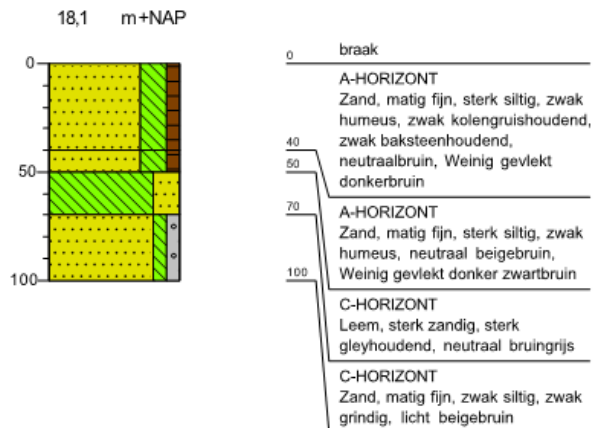 18,1 m+NAP
0
50
100
0 braak
A-HORIZONT
Zand, matig fijn, sterk siltig, zwak
humeus, zwak kolengruishoudend,
zwak baksteenhoudend,
40
neutraalbruin, Weinig gevlekt
donkerbruin
50
A-HORIZONT
Zand, matig fijn, sterk siltig, zwak
humeus, neutraal beigebruin,
Weinig gevlekt donker zwartbruin
70
C-HORIZONT
Leem, sterk zandig, sterk
gleyhoudend, neutraal bruingrijs
100
C-HORIZONT
Zand, matig fijn, zwak siltig, zwak
grindig, licht beigebruin